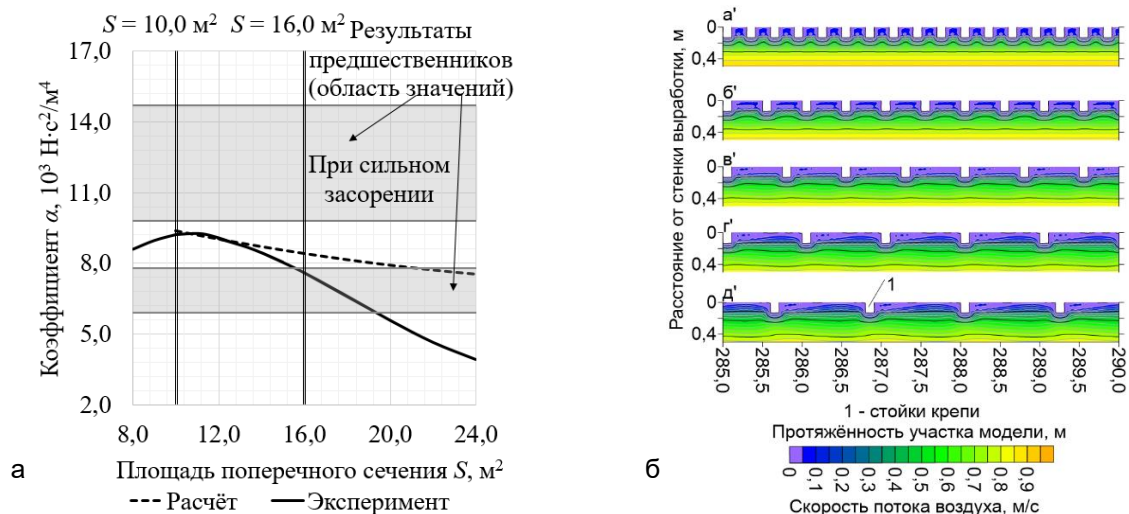 S = 10,0 м² S = 16,0 м²
Результаты
предшественников
(область значений)
При сильном
засорении
Коэффициент α, 10³ Н·с²/м⁴
17,0
14,0
11,0
8,0
5,0
2,0
8,0 12,0 16,0 20,0 24,0
Площадь поперечного сечения S, м²
Расчёт Эксперимент
а
Расстояние от стенки выработки, м
а'
0
0,4
б'
0
0,4
в'
0
0,4
г'
0
0,4
1
д'
0
0,4
285,0 285,5 286,0 286,5 287,0 287,5 288,0 288,5 289,0 289,5 290,0
1 - стойки крепи
Протяжённость участка модели, м
0 0,1 0,2 0,3 0,4 0,5 0,6 0,7 0,8 0,9
Скорость потока воздуха, м/с
б